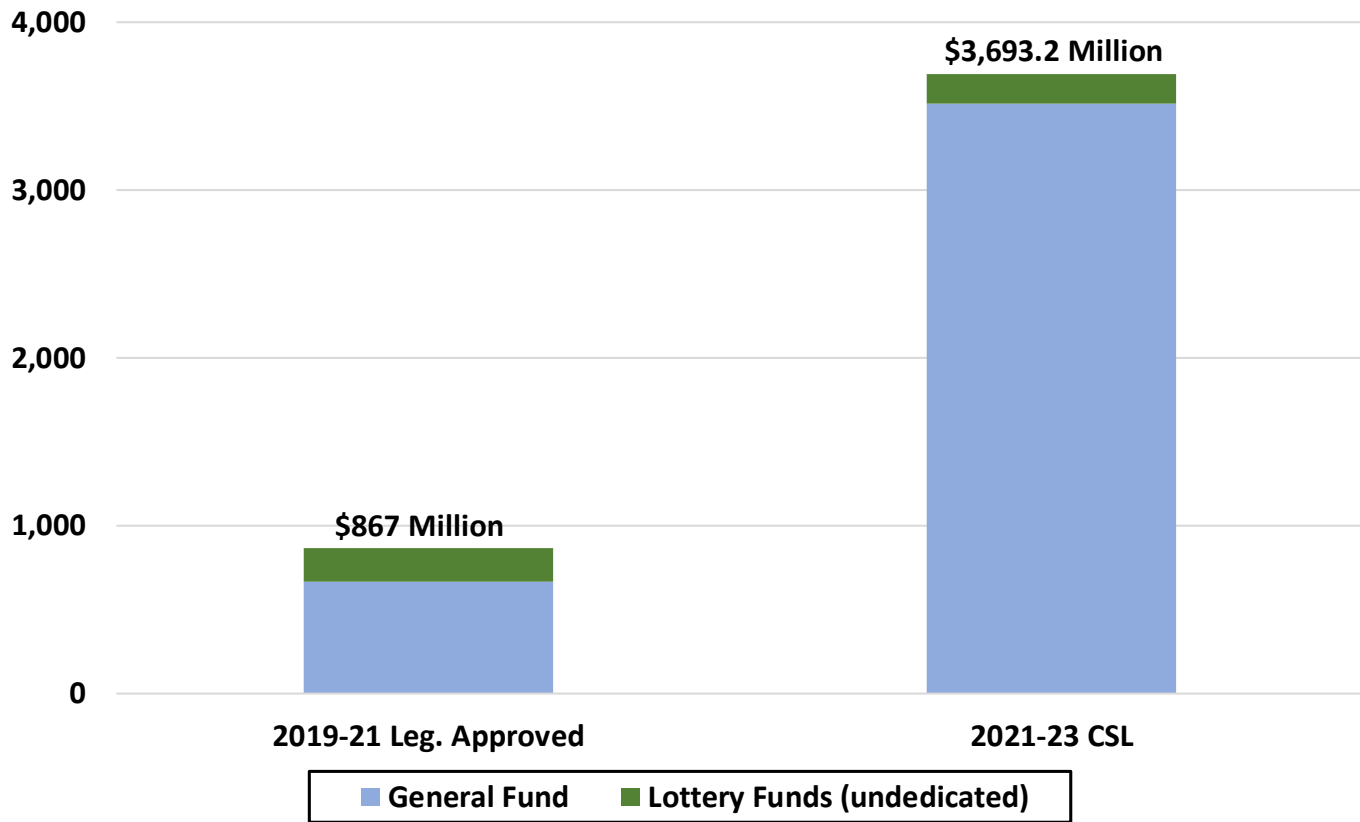 4,000
$3,693.2 Million
3,000
2,000
1,000
$867 Million
0
2019-21 Leg. Approved 2021-23 CSL
General Fund Lottery Funds (undedicated)